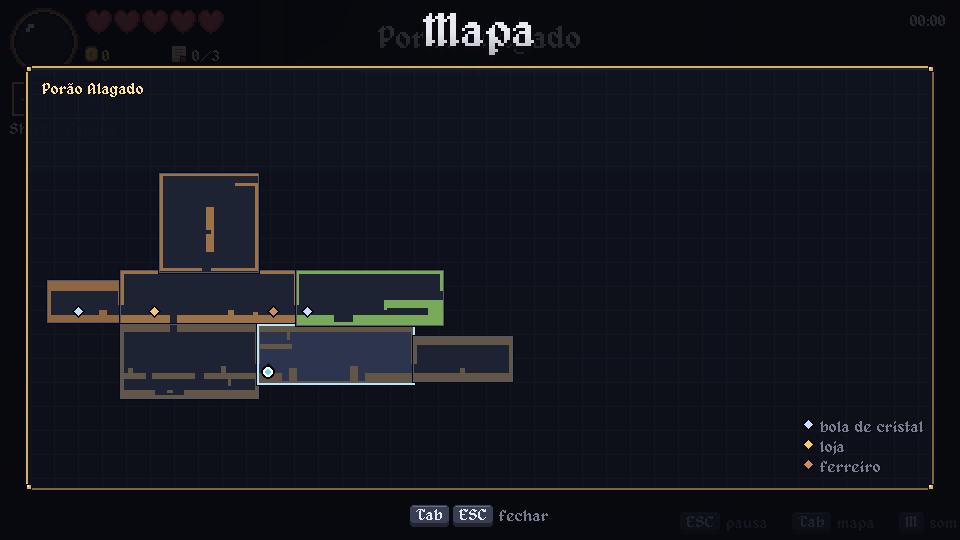 Mapa
00:00
0
0/3
Porão Alagado
bola de cristal
loja
ferreiro
Tab ESC fechar
ESC pausa Tab mapa M som